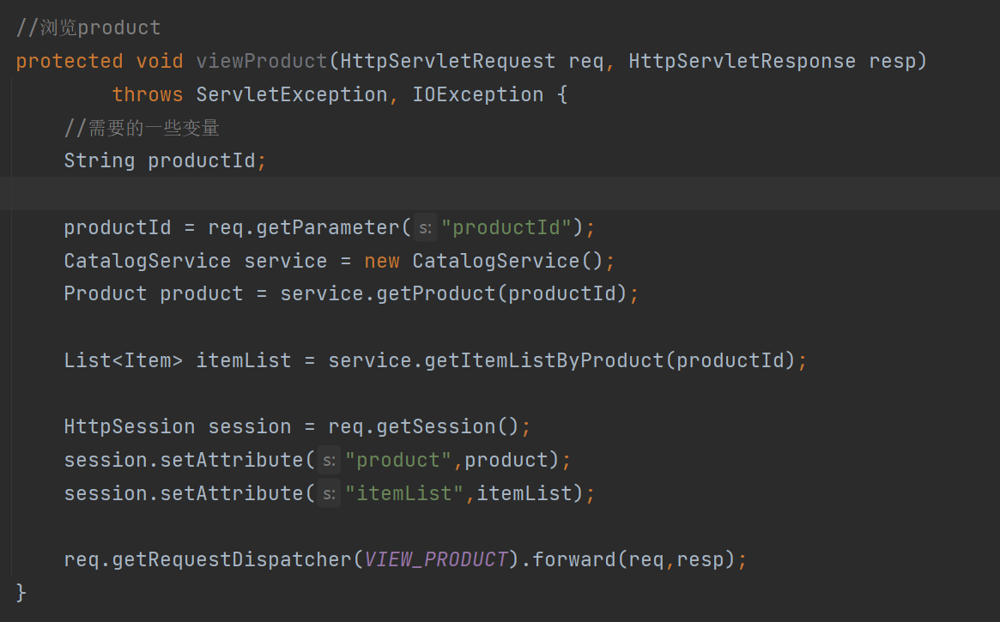 //浏览product
protected void viewProduct(HttpServletRequest req, HttpServletResponse resp)
throws ServletException, IOException {
//需要的一些变量
String productId;
productId = req.getParameter( s: "productId");
CatalogService service = new CatalogService();
Product product = service.getProduct(productId);
List<Item> itemList = service.getItemListByProduct(productId);
HttpSession session = req.getSession();
session.setAttribute( s: "product",product);
session.setAttribute( s: "itemList",itemList);
req.getRequestDispatcher(VIEW_PRODUCT).forward(req,resp);
}